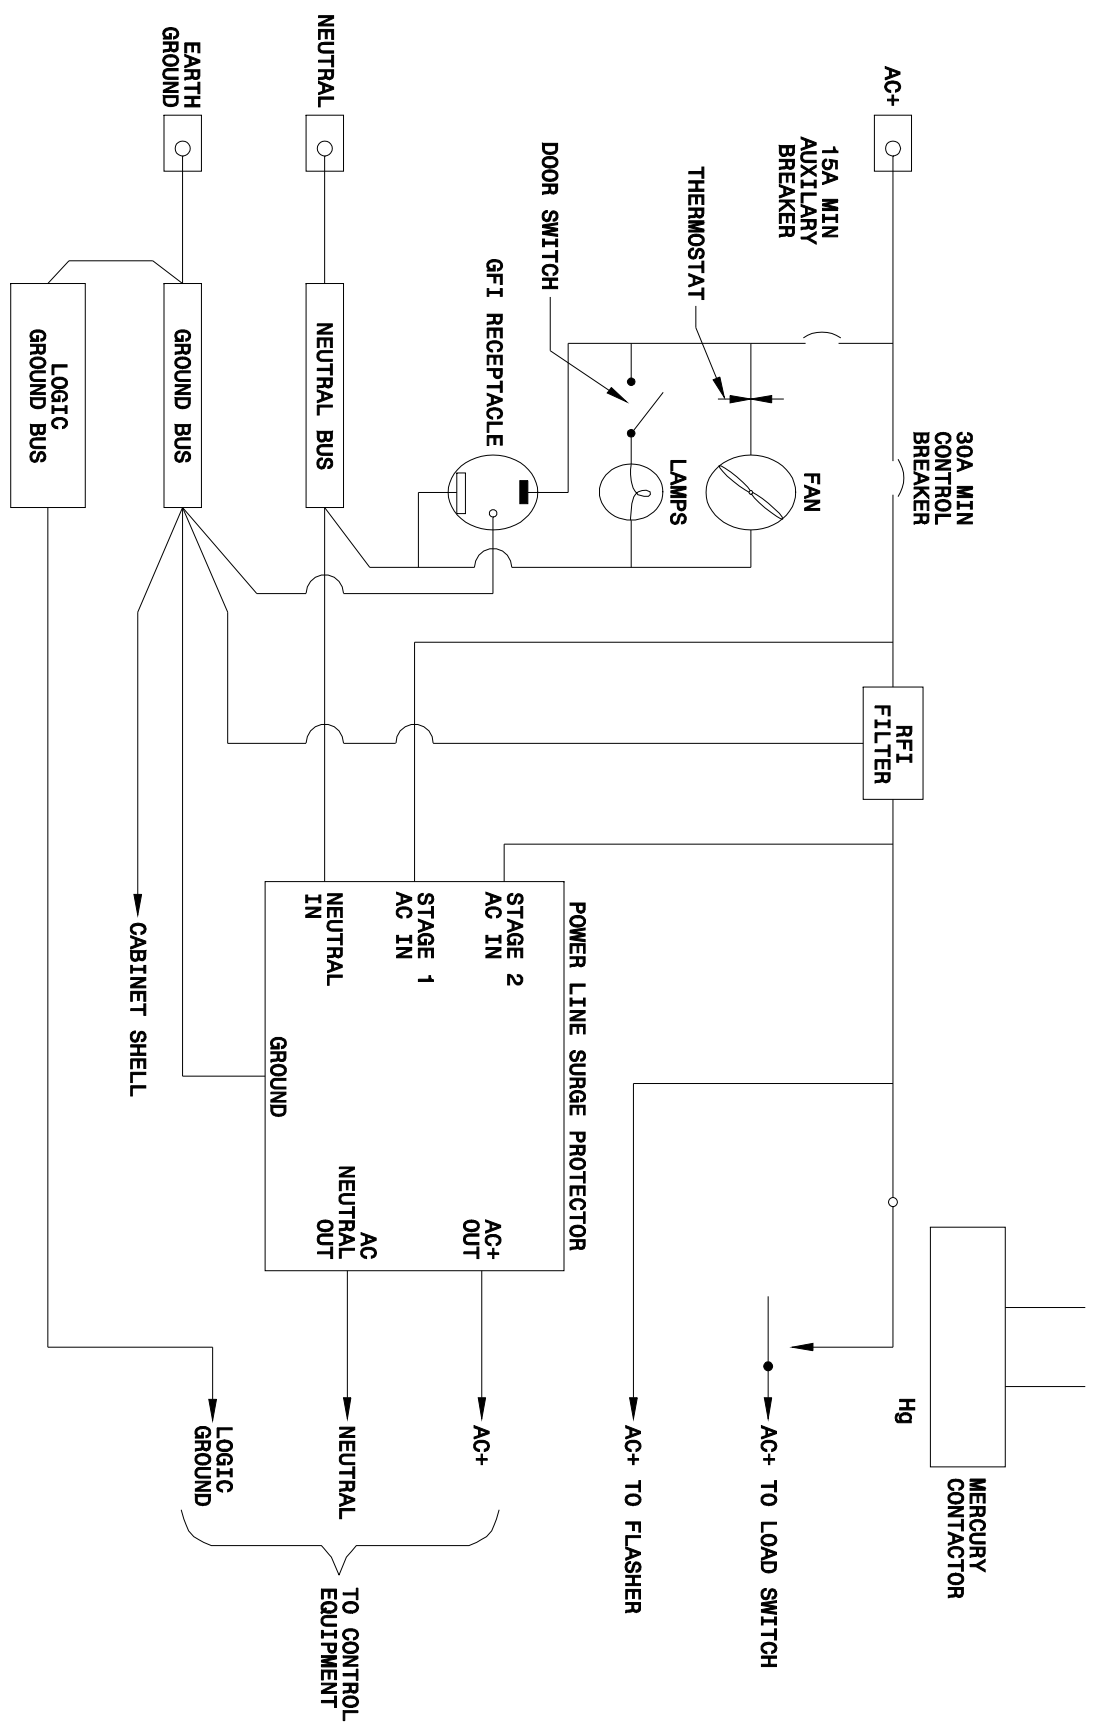 AC+
15A MIN
AUXILARY
BREAKER
30A MIN
CONTROL
BREAKER
RFI
FILTER
Hg
MERCURY
CONTACTOR
THERMOSTAT
FAN
LAMPS
DOOR SWITCH
GFI RECEPTACLE
AC+ TO LOAD SWITCH
AC+ TO FLASHER
POWER LINE SURGE PROTECTOR
STAGE 2
AC IN
STAGE 1
AC IN
NEUTRAL
IN
GROUND
AC+
OUT
AC
NEUTRAL
OUT
AC+
NEUTRAL
LOGIC
GROUND
TO CONTROL
EQUIPMENT
NEUTRAL
NEUTRAL BUS
EARTH
GROUND
GROUND BUS
CABINET SHELL
LOGIC
GROUND BUS